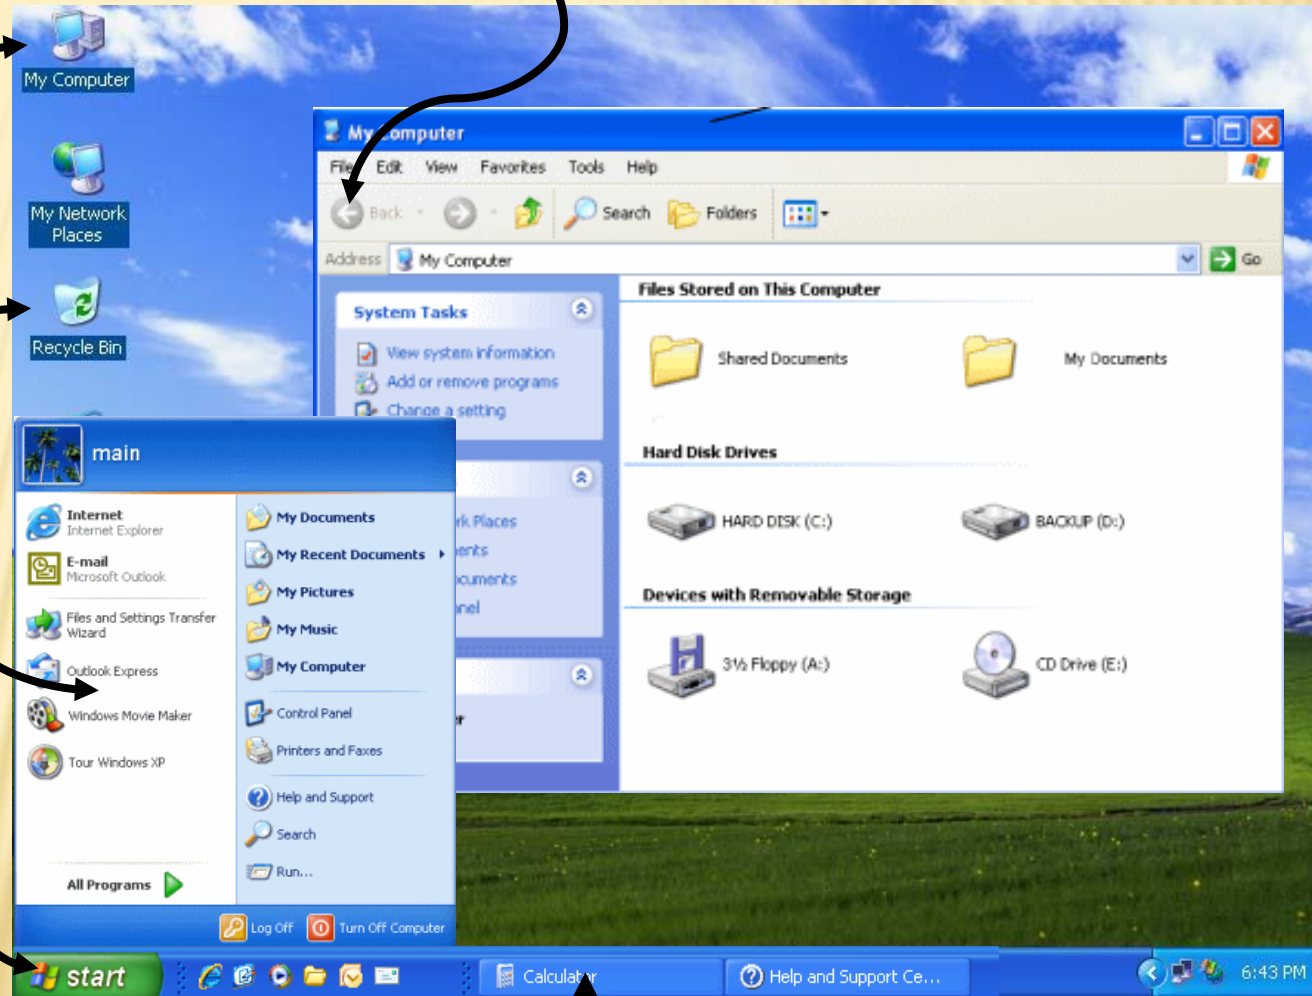 My Computer
My Network
Places
Recycle Bin
My Computer
File Edit View Favorites Tools Help
Back Search Folders
Address My Computer Go
System Tasks
View system information
Add or remove programs
Change a setting
Files Stored on This Computer
Shared Documents My Documents
Hard Disk Drives
HARD DISK (C:) BACKUP (D:)
Devices with Removable Storage
3½ Floppy (A:) CD Drive (E:)
Places
main
Internet
Internet Explorer
E-mail
Microsoft Outlook
Files and Settings Transfer
Wizard
Outlook Express
Windows Movie Maker
Tour Windows XP
All Programs
My Documents
My Recent Documents
My Pictures
My Music
My Computer
Control Panel
Printers and Faxes
Help and Support
Search
Run...
Log Off Turn Off Computer
start
Calculator
Help and Support Ce...
6:43 PM